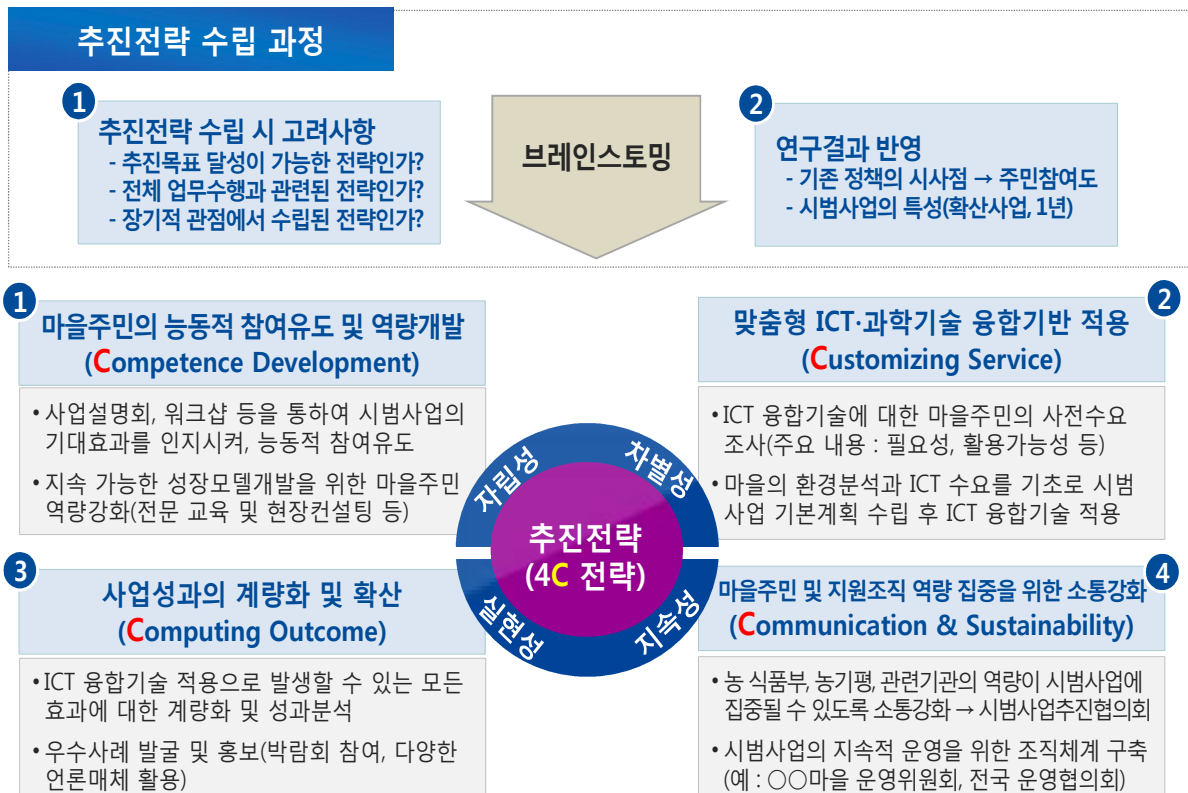 추진전략 수립 과정
1
추진전략 수립 시 고려사항
- 추진목표 달성이 가능한 전략인가?
- 전체 업무수행과 관련된 전략인가?
- 장기적 관점에서 수립된 전략인가?
브레인스토밍
2
연구결과 반영
- 기존 정책의 시사점 → 주민참여도
- 시범사업의 특성(확산사업, 1년)
1
마을주민의 능동적 참여유도 및 역량개발
(Competence Development)
• 사업설명회, 워크샵 등을 통하여 시범사업의
기대효과를 인지시켜, 능동적 참여유도
• 지속 가능한 성장모델개발을 위한 마을주민
역량강화(전문 교육 및 현장컨설팅 등)
2
맞춤형 ICT·과학기술 융합기반 적용
(Customizing Service)
• ICT 융합기술에 대한 마을주민의 사전수요
조사(주요 내용 : 필요성, 활용가능성 등)
• 마을의 환경분석과 ICT 수요를 기초로 시범
사업 기본계획 수립 후 ICT 융합기술 적용
자립성
차별성
추진전략
(4C 전략)
실현성
지속성
3
사업성과의 계량화 및 확산
(Computing Outcome)
• ICT 융합기술 적용으로 발생할 수 있는 모든
효과에 대한 계량화 및 성과분석
• 우수사례 발굴 및 홍보(박람회 참여, 다양한
언론매체 활용)
4
마을주민 및 지원조직 역량 집중을 위한 소통강화
(Communication & Sustainability)
• 농 식품부, 농기평, 관련기관의 역량이 시범사업에
집중될 수 있도록 소통강화 → 시범사업추진협의회
• 시범사업의 지속적 운영을 위한 조직체계 구축
(예 : ○○마을 운영위원회, 전국 운영협의회)